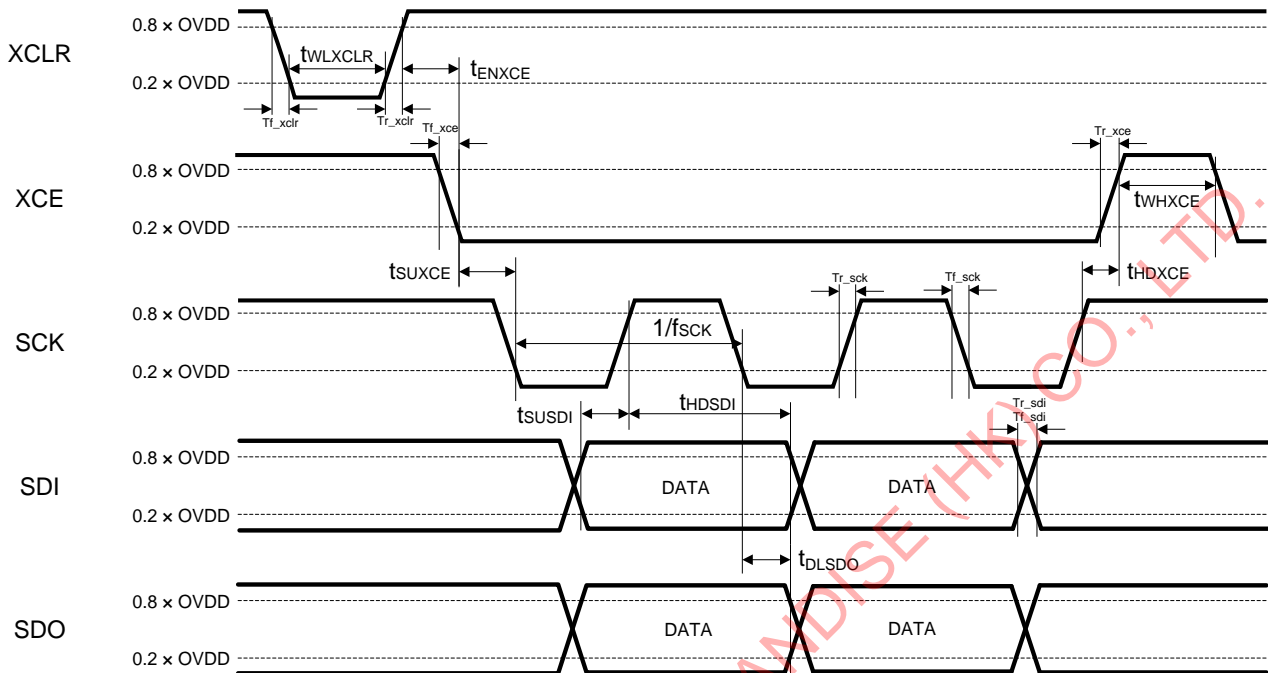 XCLR
0.8 × OVDD
0.2 × OVDD
tWLXCLR
tENXCE
Tf_xclr
Tr_xclr
Tf_xce
Tr_xce
XCE
0.8 × OVDD
0.2 × OVDD
tWHXCE
tSUXCE
tHDXCE
Tr_sck
Tf_sck
SCK
0.8 × OVDD
0.2 × OVDD
1/fSCK
tSUSDI
tHDSDI
Tr_sdi
Tf_sdi
SDI
0.8 × OVDD
0.2 × OVDD
DATA
DATA
tDLSDO
SDO
0.8 × OVDD
0.2 × OVDD
DATA
DATA
ANDISE (HK) CO., LTD.